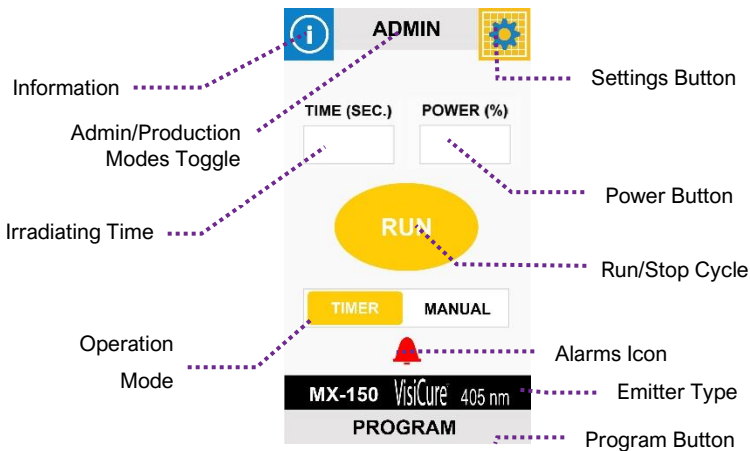 i
ADMIN
Information
Settings Button
Admin/Production
Modes Toggle
TIME (SEC.)
POWER (%)
Irradiating Time
Power Button
RUN
Run/Stop Cycle
TIMER
MANUAL
Operation
Mode
Alarms Icon
MX-150 VisiCure® 405 nm
Emitter Type
PROGRAM
Program Button